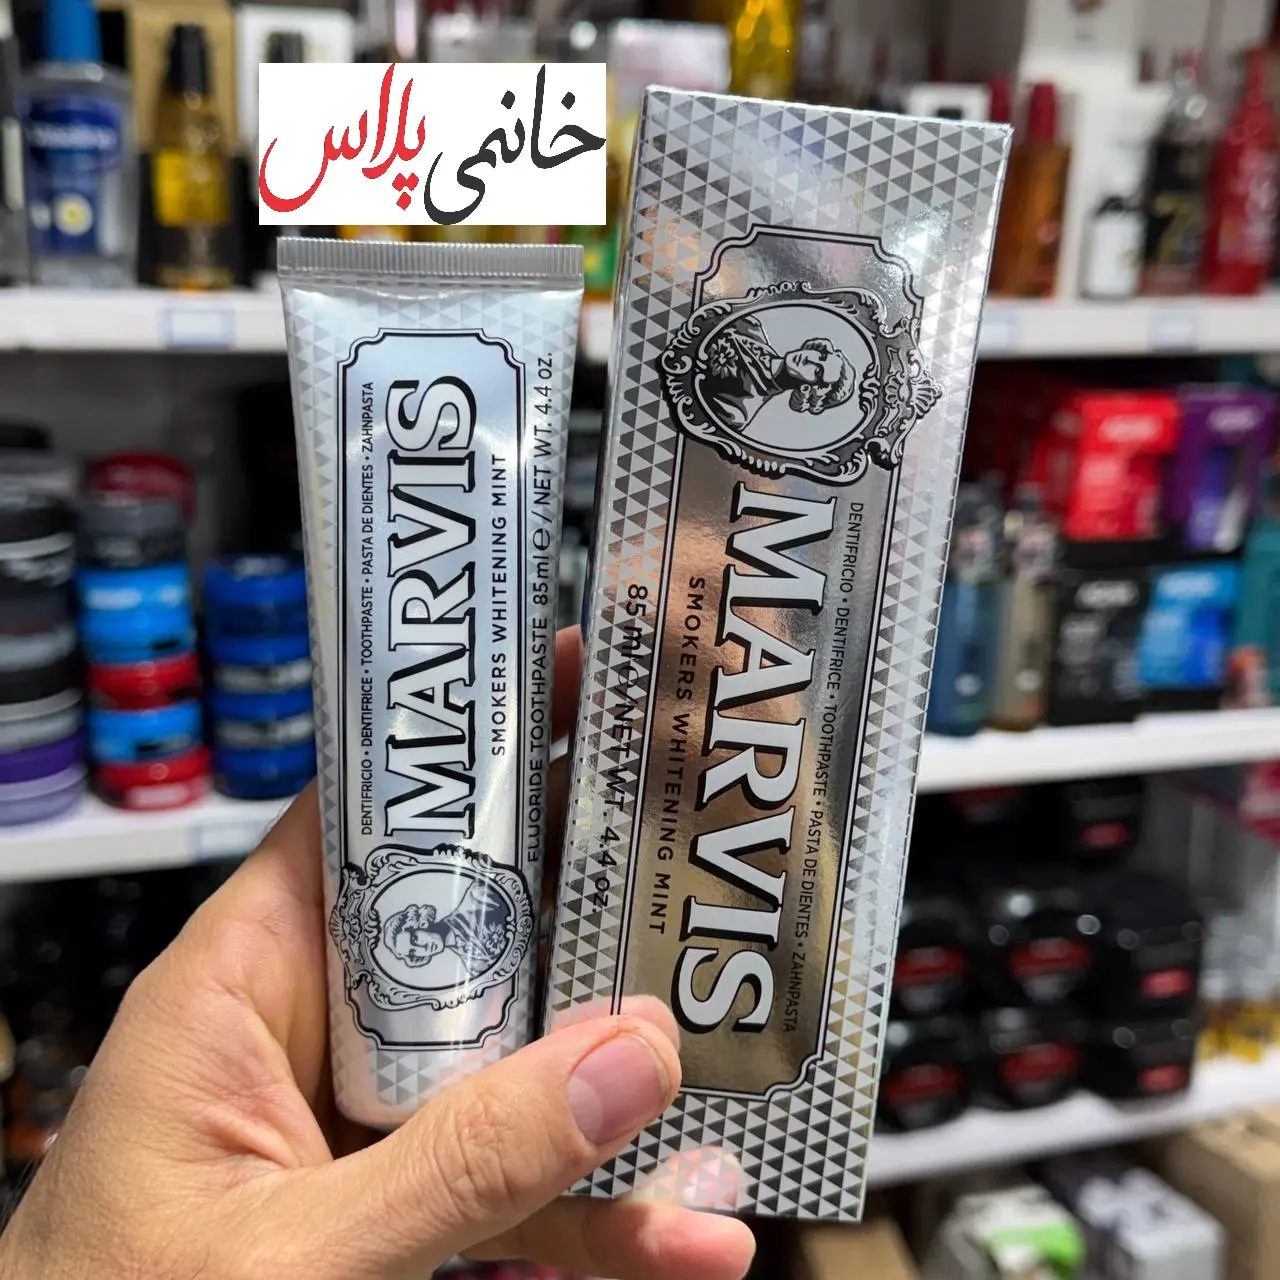 خانمی پلاس
MARVIS
DENTIFRICIO • DENTIFRICE • TOOTHPASTE • PASTA DE DIENTES • ZAHNPASTA
SMOKERS WHITENING MINT
FLUORIDE TOOTHPASTE 85ml ℮ / NET WT. 4.4 OZ.
DENTIFRICIO • DENTIFRICE • TOOTHPASTE • PASTA DE DIENTES • ZAHNPASTA
MARVIS
SMOKERS WHITENING MINT
85 ml ℮ / NET WT. 4.4 OZ.